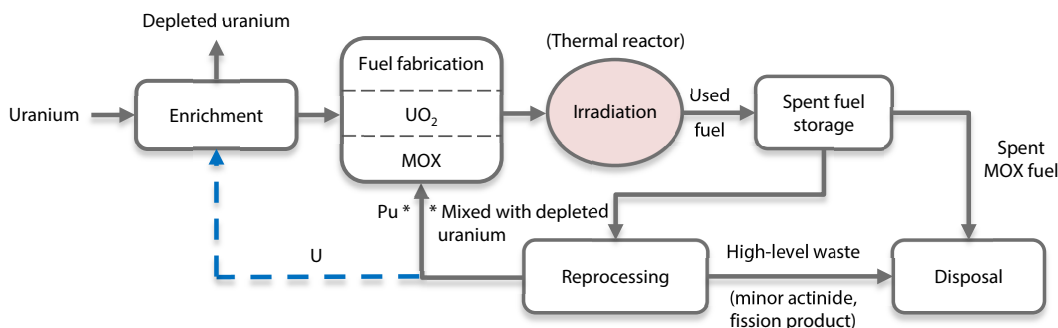 Depleted uranium
Uranium
Enrichment
Fuel fabrication
UO₂
MOX
(Thermal reactor)
Irradiation
Used
fuel
Spent fuel
storage
Spent
MOX fuel
Pu *
* Mixed with depleted
uranium
U
Reprocessing
High-level waste
(minor actinide,
fission product)
Disposal